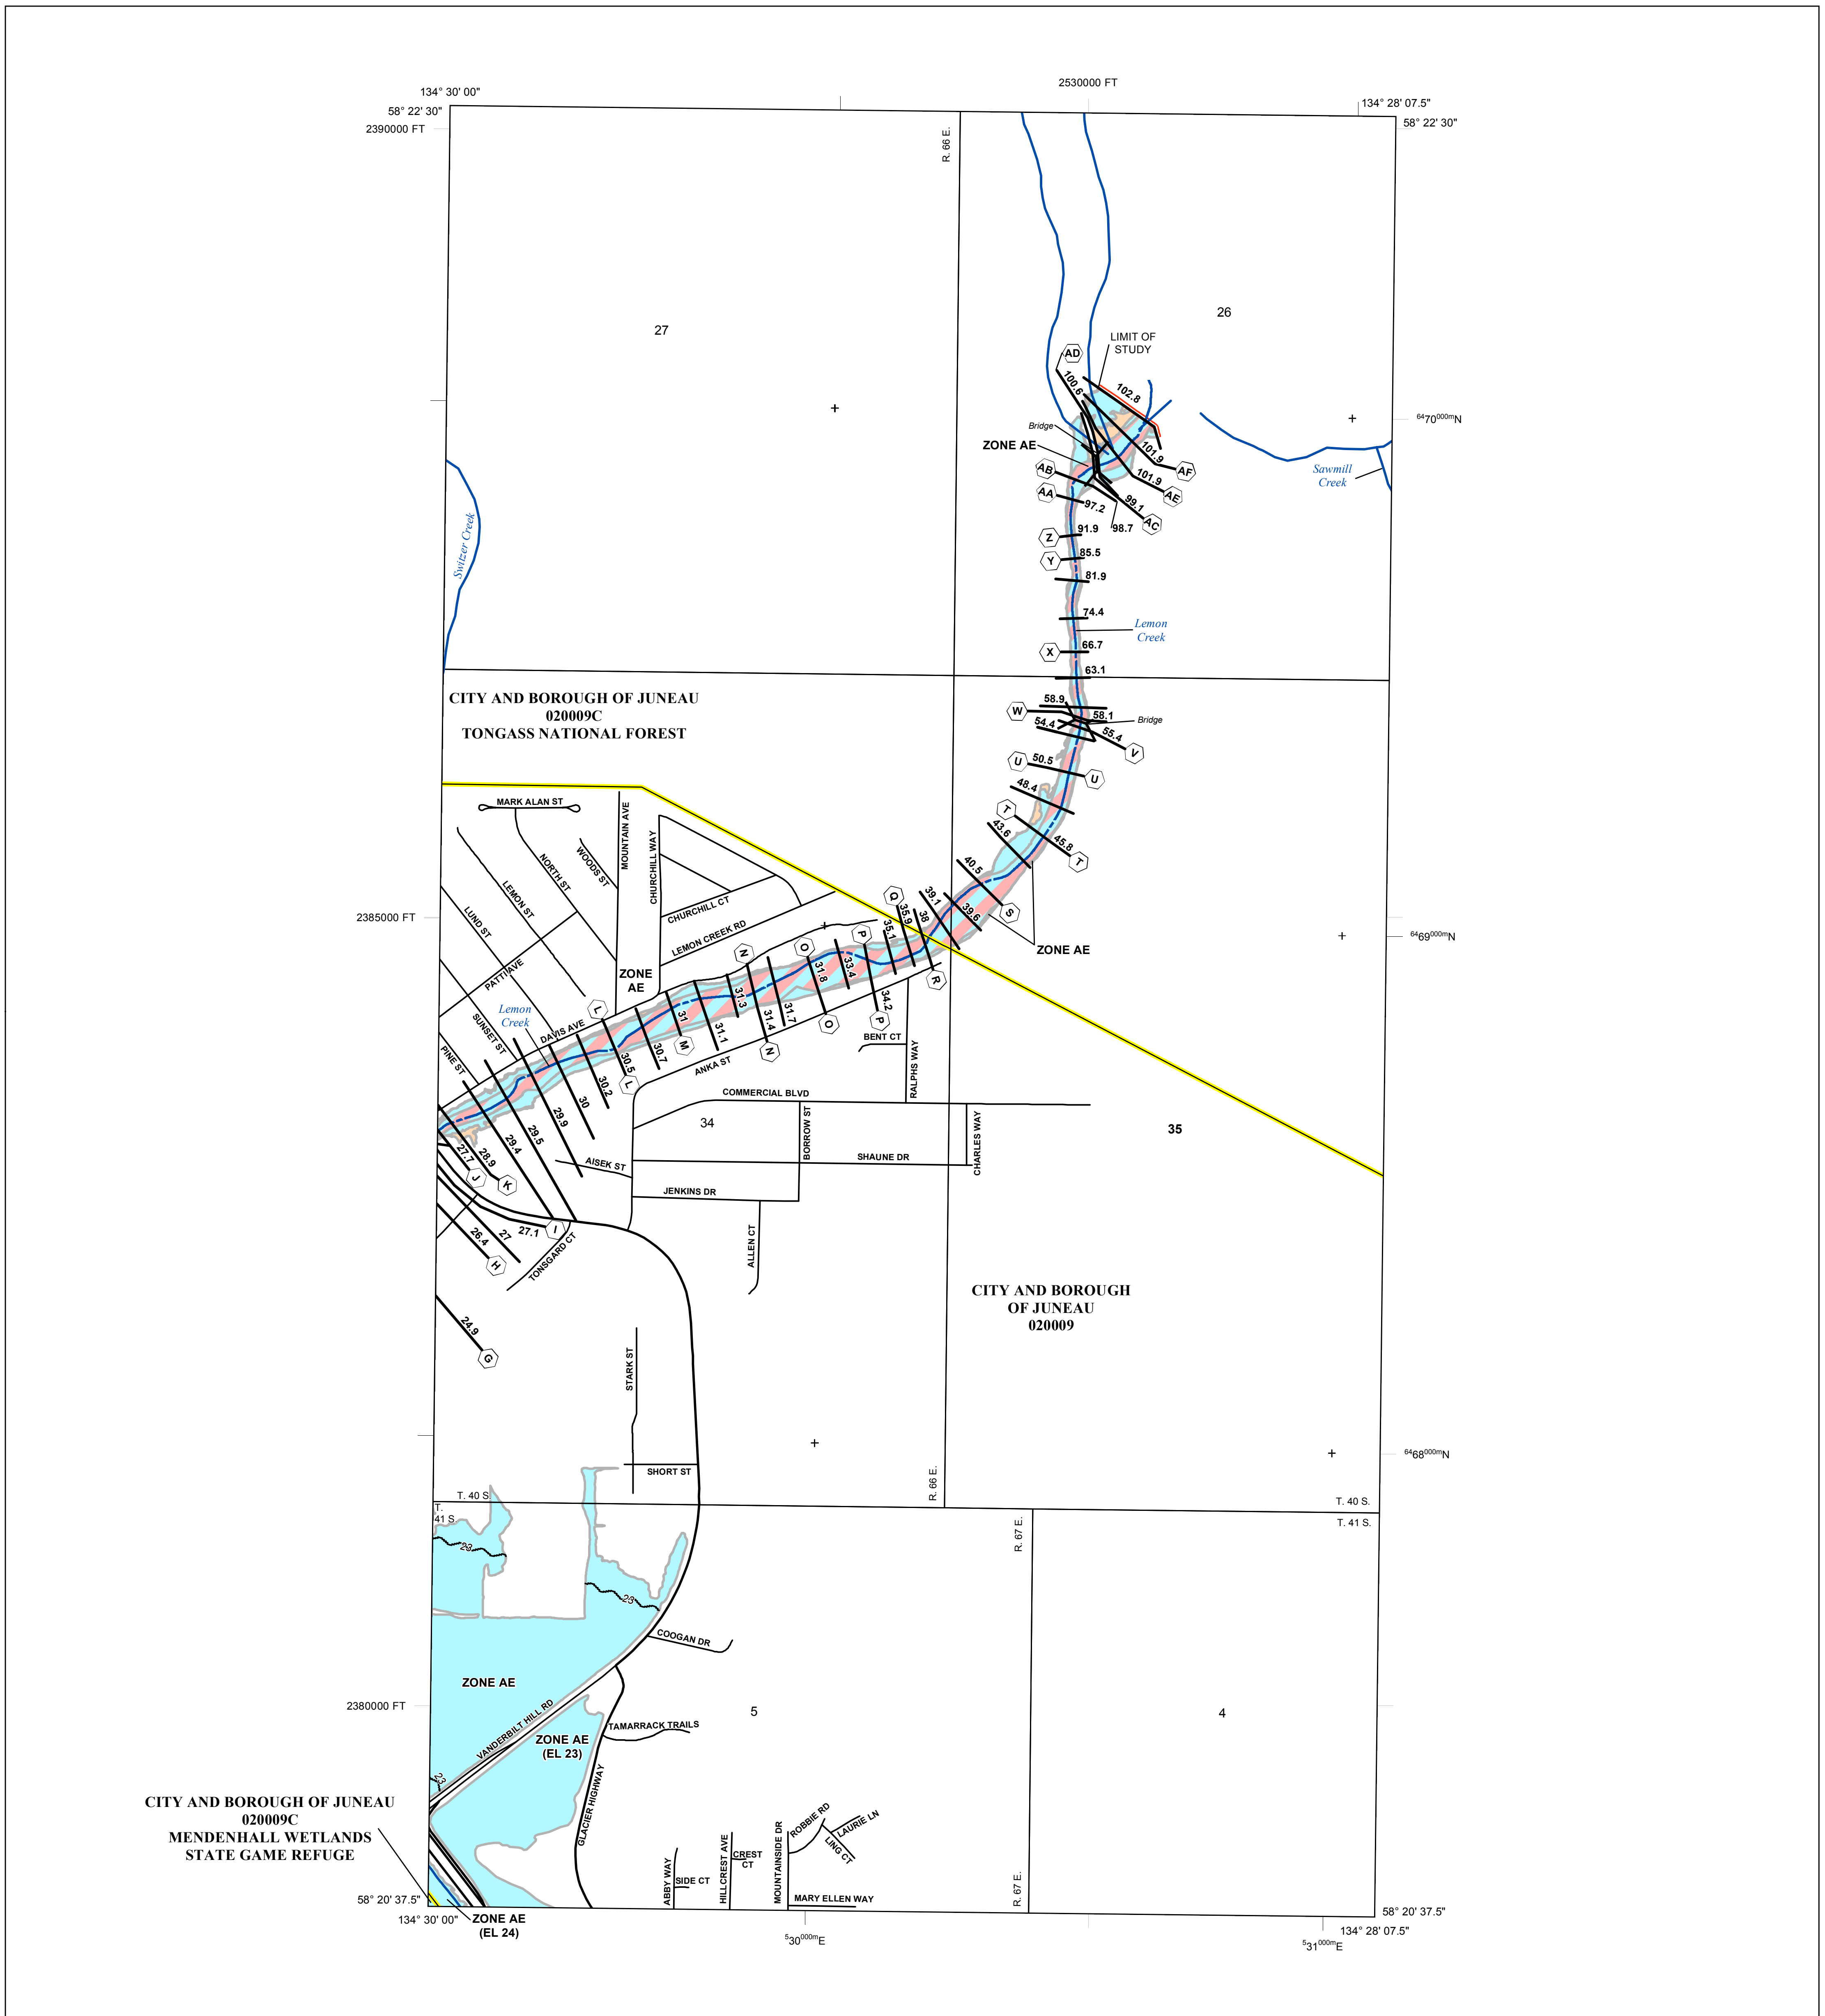 2530000 FT
134° 30' 00"
134° 28' 07.5"
58° 22' 30"
58° 22' 30"
2390000 FT
R. 66 E.
26
27
LIMIT OF
STUDY
AD
100.6
102.8
Bridge
ZONE AE
6470000mN
101.9
AF
AB
101.9
AE
Sawmill
Creek
AA
97.2
99.1
AC
98.7
Switzer Creek
Z
91.9
Y
85.5
81.9
74.4
Lemon
Creek
X
66.7
63.1
CITY AND BOROUGH OF JUNEAU
020009C
TONGASS NATIONAL FOREST
58.9
W
58.1
Bridge
54.4
55.4
V
U
50.5
U
48.4
MARK ALAN ST
MOUNTAIN AVE
CHURCHILL WAY
T
43.6
45.8
T
NORTH ST
WOODS ST
40.5
LEMON ST
Q
39.1
S
35.9
38
39.6
LUND ST
CHURCHILL CT
2385000 FT
LEMON CREEK RD
P
35.1
6469000mN
ZONE AE
N
O
PATTI AVE
ZONE
AE
31.8
33.4
R
31.3
34.2
Lemon
Creek
L
31
31.4
31.7
O
P
SUNSET ST
DAVIS AVE
31.1
M
N
BENT CT
PINE ST
30.7
30.5
ANKA ST
RALPHS WAY
L
30.2
COMMERCIAL BLVD
30
29.9
34
35
BORROW ST
CHARLES WAY
29.5
29.4
27.7
28.9
SHAUNE DR
AISEK ST
J
K
JENKINS DR
I
27.1
27
26.4
H
TONSGARD CT
ALLEN CT
CITY AND BOROUGH
OF JUNEAU
020009
24.9
G
STARK ST
6468000mN
SHORT ST
R. 66 E.
T. 40 S.
T. 40 S.
T.
41 S.
T. 41 S.
R. 67 E.
23
23
COOGAN DR
ZONE AE
2380000 FT
5
4
VANDERBILT HILL RD
TAMARRACK TRAILS
ZONE AE
(EL 23)
23
GLACIER HIGHWAY
CITY AND BOROUGH OF JUNEAU
020009C
MENDENHALL WETLANDS
STATE GAME REFUGE
ROBBIE RD
LAURIE LN
LING CT
MOUNTAINSIDE DR
CREST
CT
HILLCREST AVE
ABBY WAY
SIDE CT
MARY ELLEN WAY
R. 67 E.
58° 20' 37.5"
58° 20' 37.5"
134° 30' 00"
ZONE AE
(EL 24)
134° 28' 07.5"
530000mE
531000mE